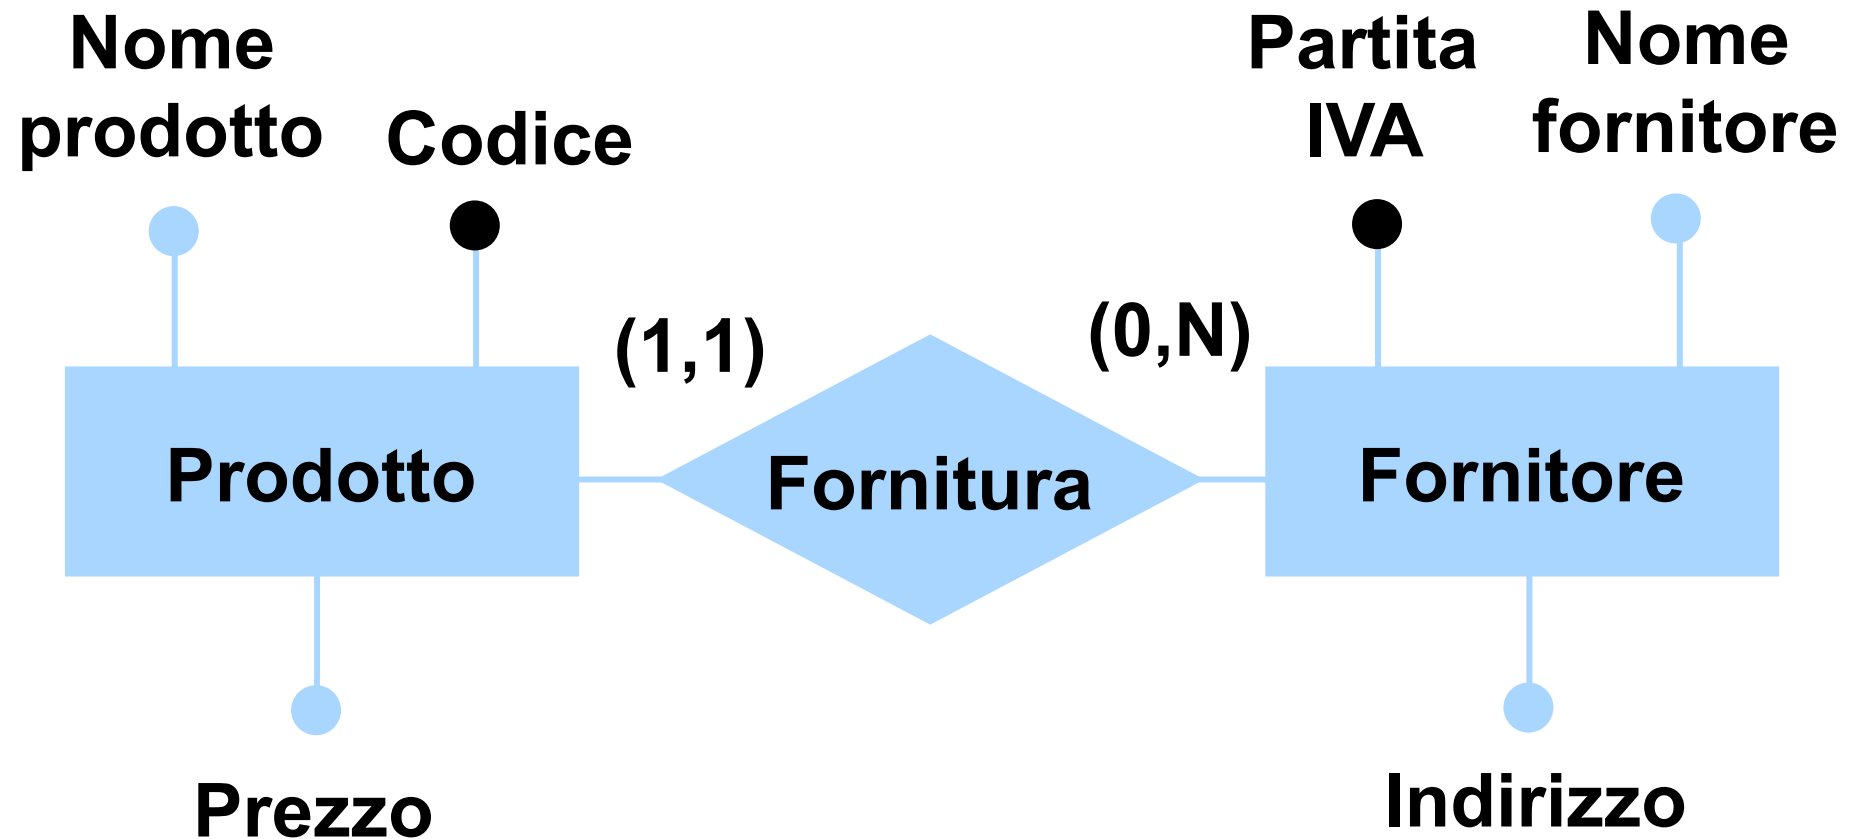 Nome
prodotto
Codice
Partita
IVA
Nome
fornitore
(1,1)
(0,N)
Prodotto
Fornitura
Fornitore
Prezzo
Indirizzo